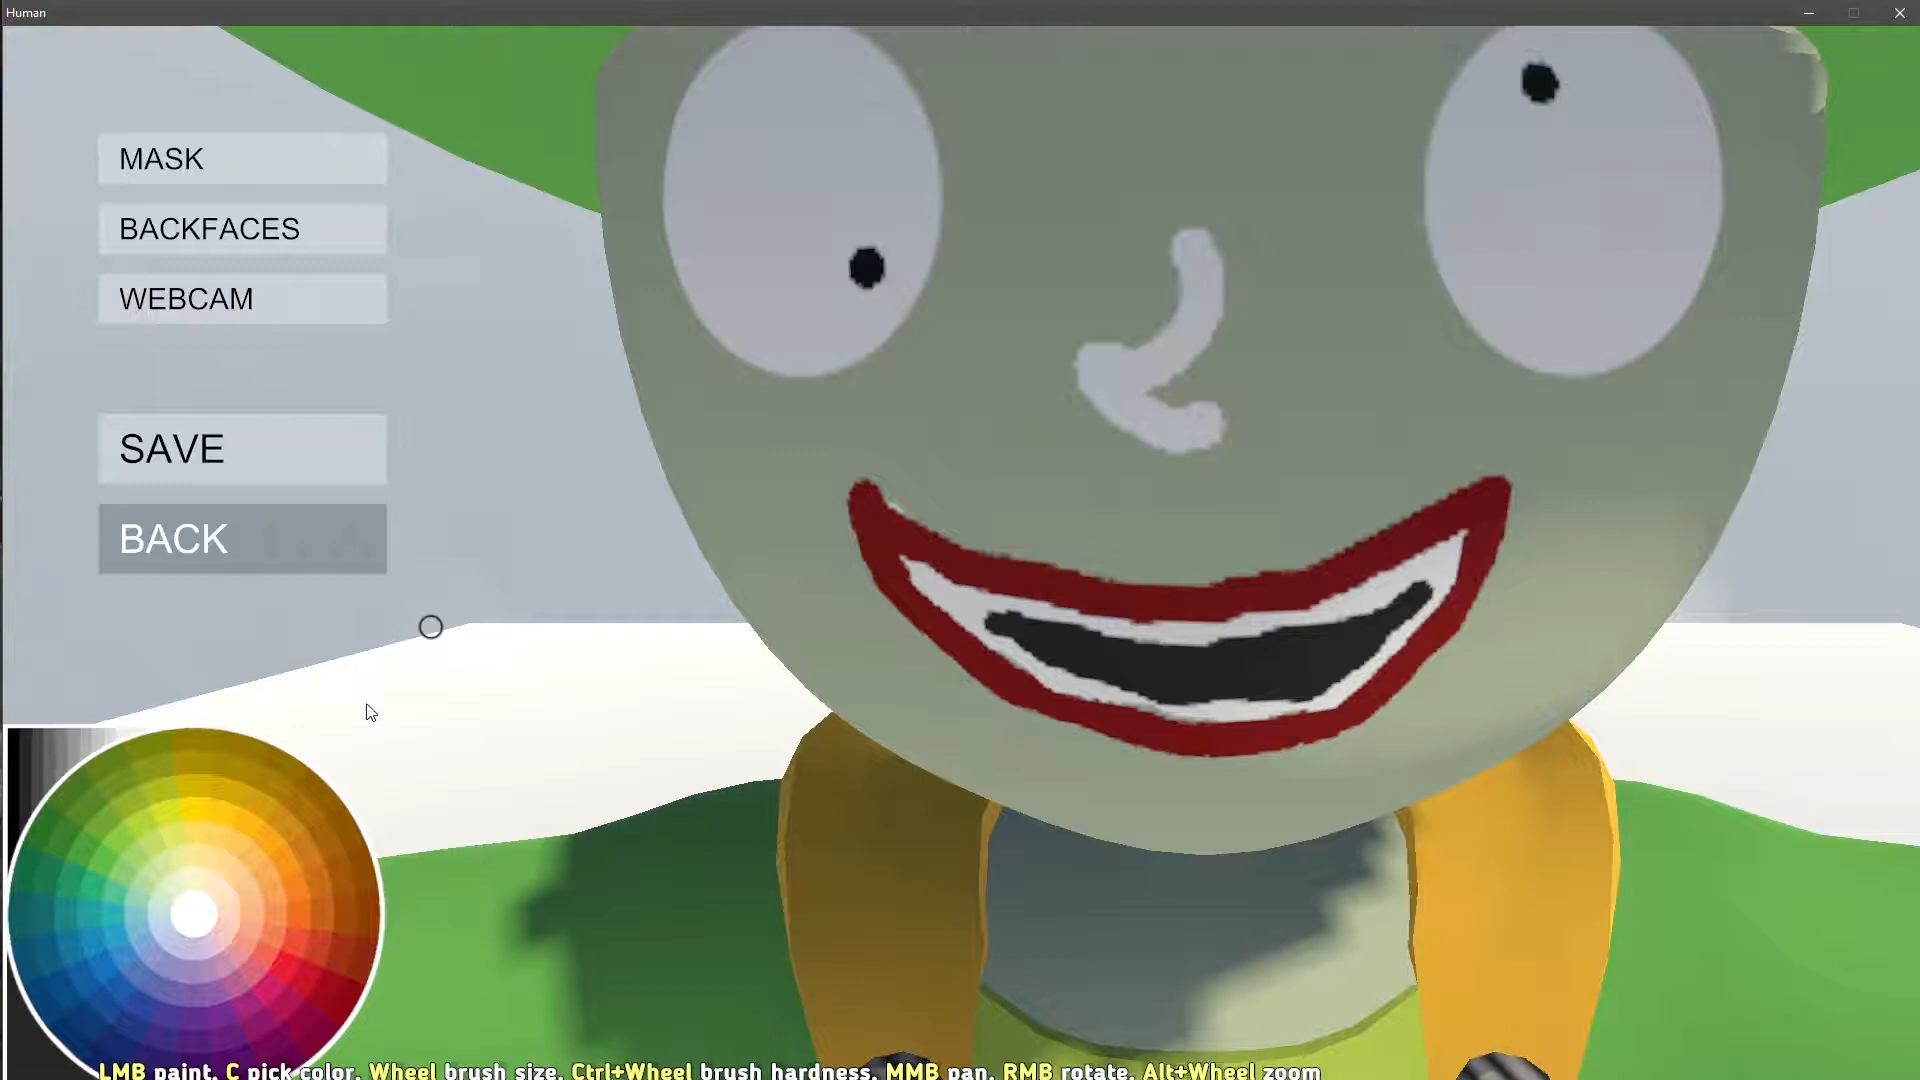 Human
MASK
BACKFACES
WEBCAM
SAVE
BACK
LMB paint, C pick color, Wheel brush size, Ctrl+Wheel brush hardness, MMB pan, RMB rotate, Alt+Wheel zoom